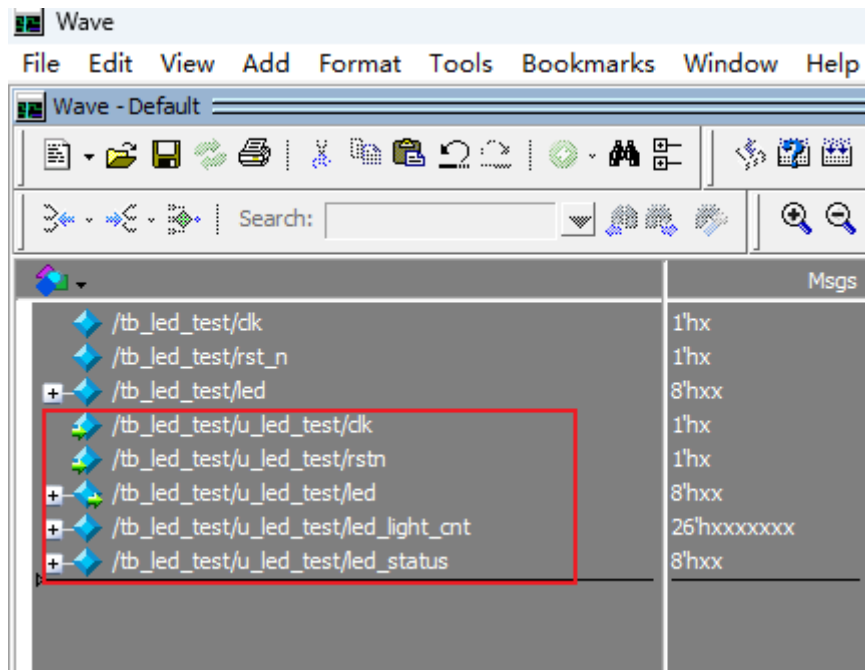 Wave
File Edit View Add Format Tools Bookmarks Window Help
Wave - Default
Search:
Msgs
/tb_led_test/clk 1'hx
/tb_led_test/rst_n 1'hx
/tb_led_test/led 8'hxx
/tb_led_test/u_led_test/clk 1'hx
/tb_led_test/u_led_test/rstn 1'hx
/tb_led_test/u_led_test/led 8'hxx
/tb_led_test/u_led_test/led_light_cnt 26'hxxxxxxx
/tb_led_test/u_led_test/led_status 8'hxx